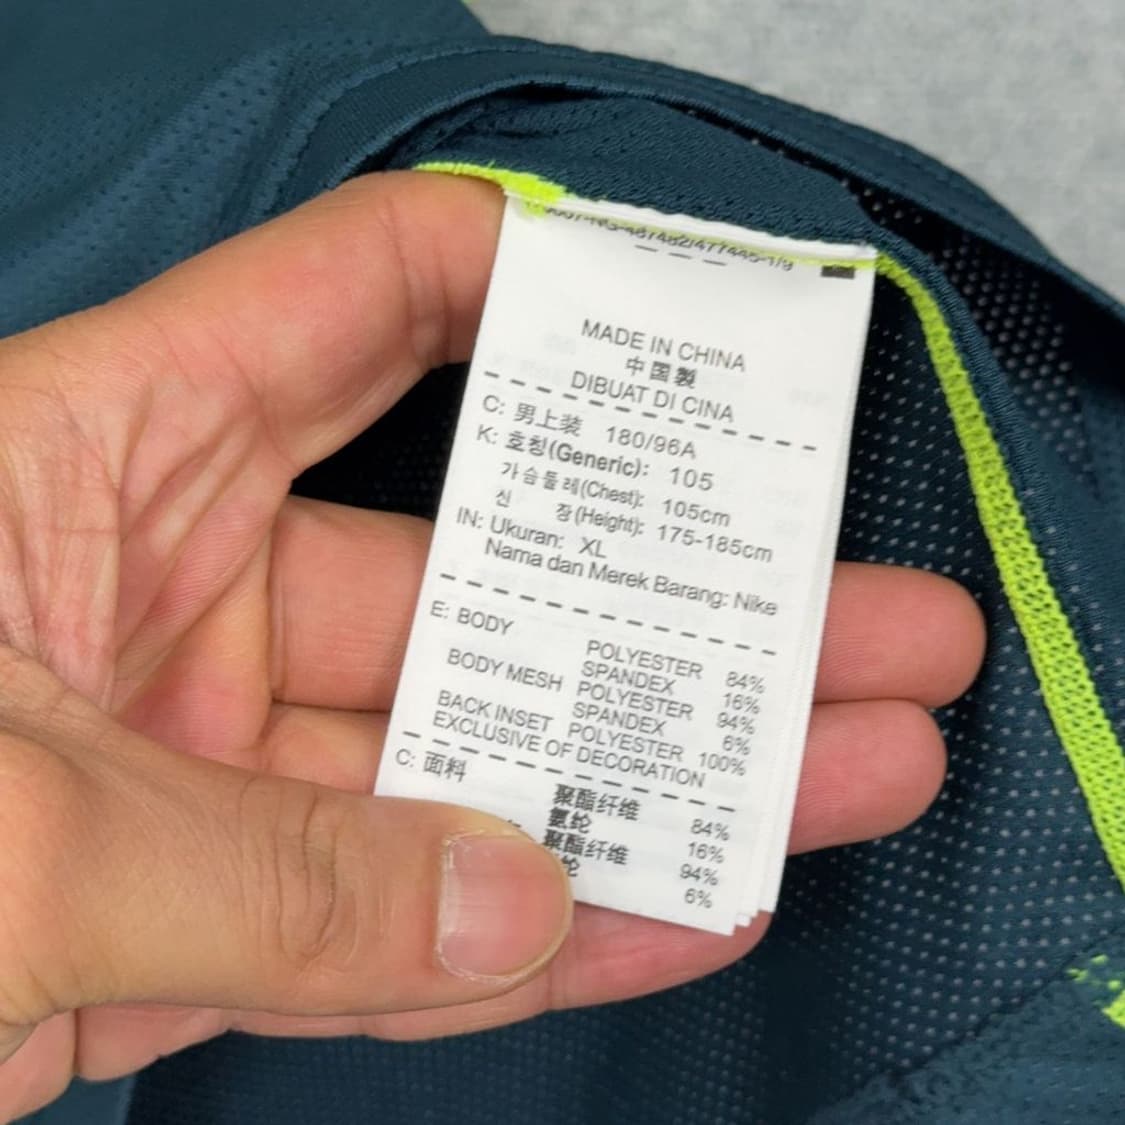 MADE IN CHINA
中国製
DIBUAT DI CINA
C: 男上装 180/96A
K: 호칭(Generic): 105
가슴둘레(Chest): 105cm
신 장(Height): 175-185cm
IN: Ukuran: XL
Nama dan Merek Barang: Nike
E: BODY POLYESTER 84%
SPANDEX 16%
BODY MESH POLYESTER 94%
SPANDEX 6%
BACK INSET POLYESTER 100%
EXCLUSIVE OF DECORATION
C: 面料 聚酯纤维 84%
氨纶 16%
聚酯纤维 94%
纶 6%